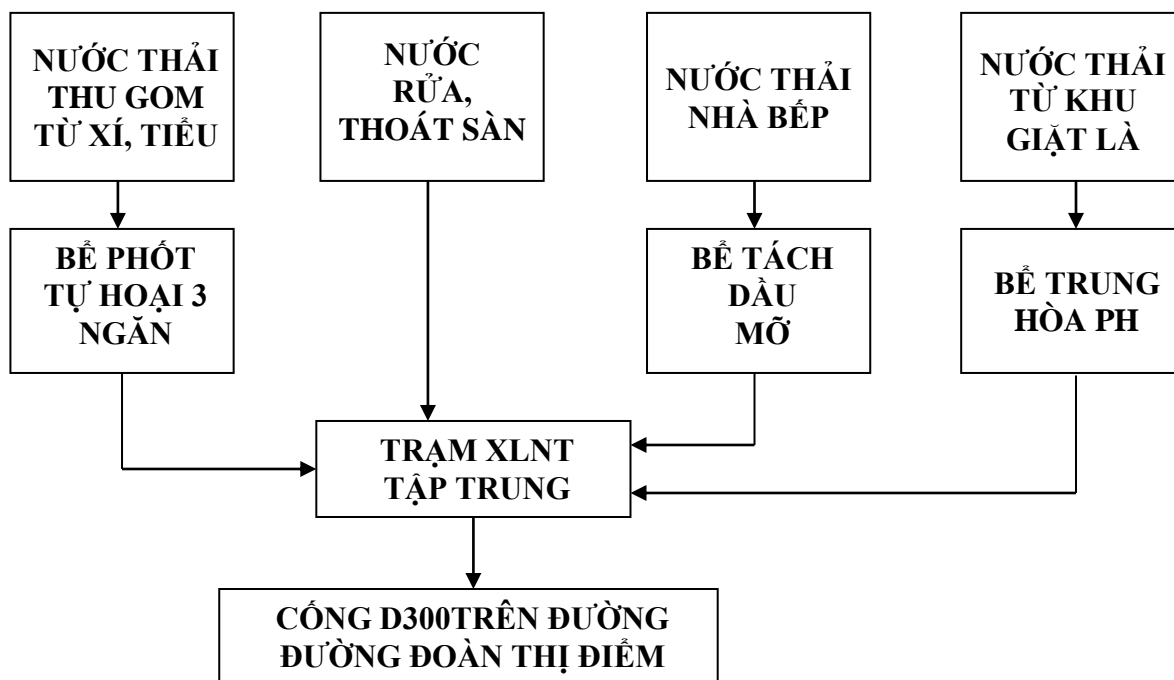 NƯỚC THẢI
THU GOM
TỪ XÍ, TIỂU
NƯỚC
RỬA,
THOÁT SÀN
NƯỚC THẢI
NHÀ BẾP
NƯỚC THẢI
TỪ KHU
GIẶT LÀ
BỂ PHỐT
TỰ HOẠI 3
NGĂN
BỂ TÁCH
DẦU
MỠ
BỂ TRUNG
HÒA PH
TRẠM XLNT
TẬP TRUNG
CỐNG D300TRÊN ĐƯỜNG
ĐƯỜNG ĐOÀN THỊ ĐIỂM